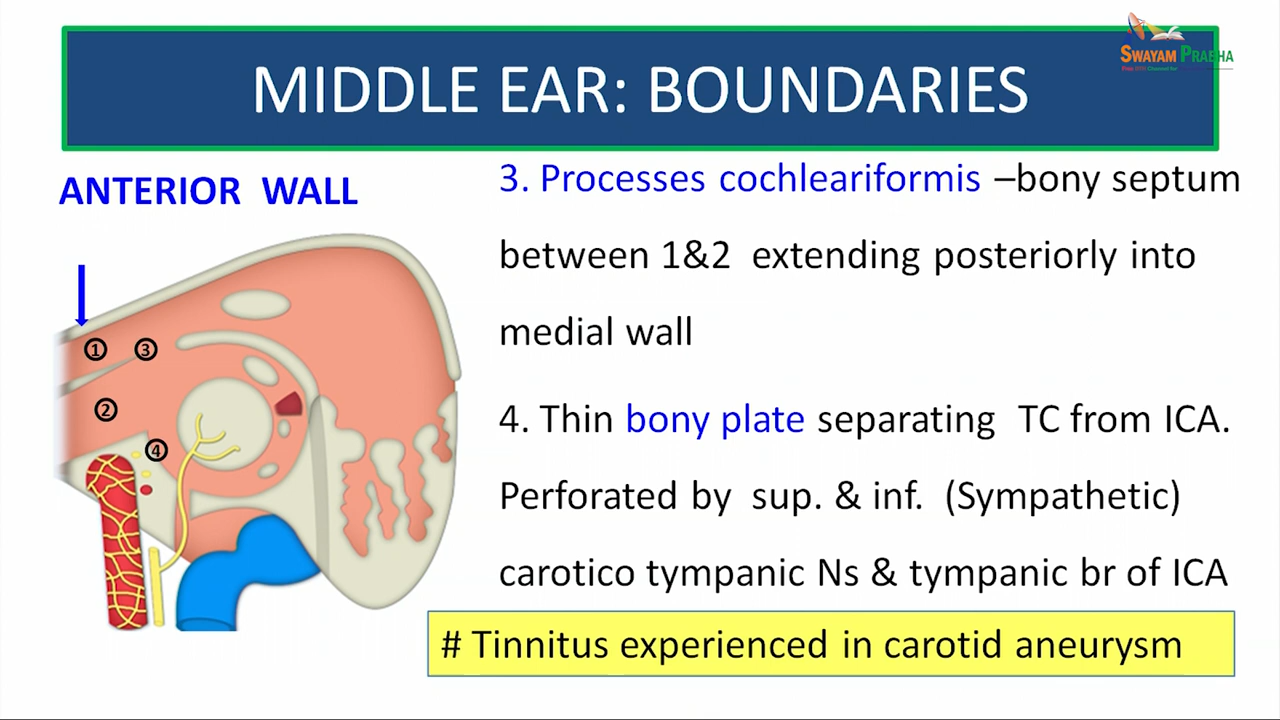 SWAYAM PRABHA
MIDDLE EAR: BOUNDARIES
ANTERIOR WALL
1 3
2
4
3. Processes cochleariformis –bony septum
between 1&2 extending posteriorly into
medial wall
4. Thin bony plate separating TC from ICA.
Perforated by sup. & inf. (Sympathetic)
carotico tympanic Ns & tympanic br of ICA
# Tinnitus experienced in carotid aneurysm